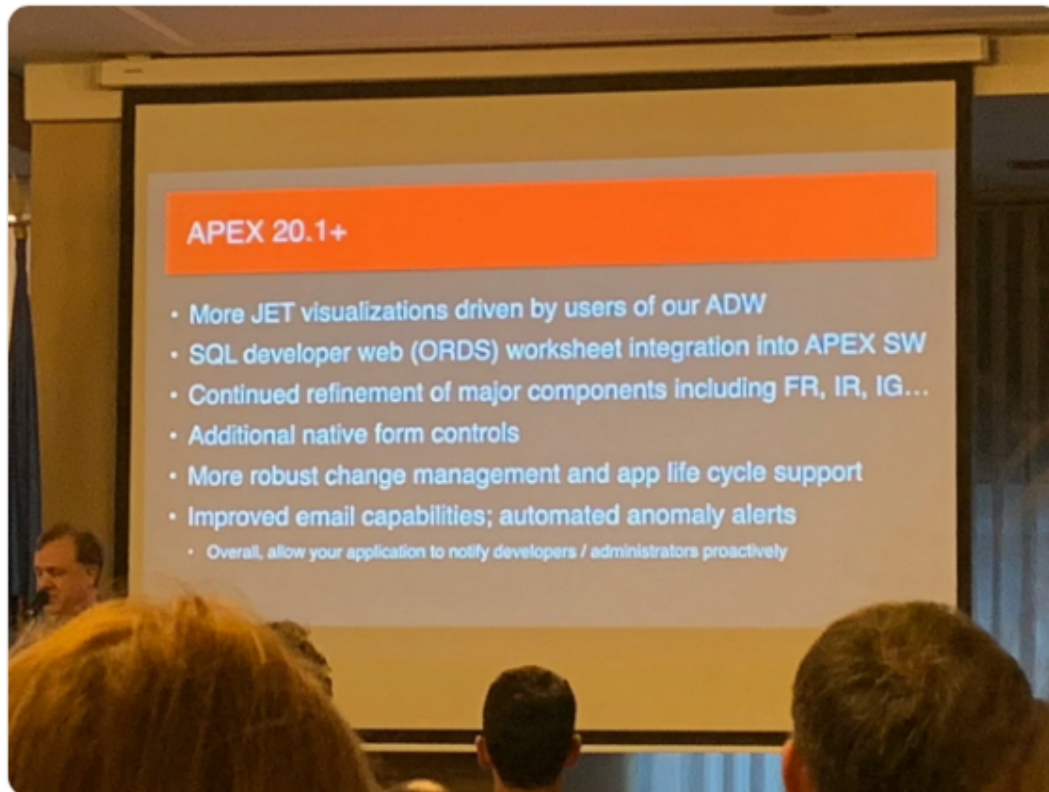 APEX 20.1+
• More JET visualizations driven by users of our ADW
• SQL developer web (ORDS) worksheet integration into APEX SW
• Continued refinement of major components including FR, IR, IG...
• Additional native form controls
• More robust change management and app life cycle support
• Improved email capabilities; automated anomaly alerts
• Overall, allow your application to notify developers / administrators proactively